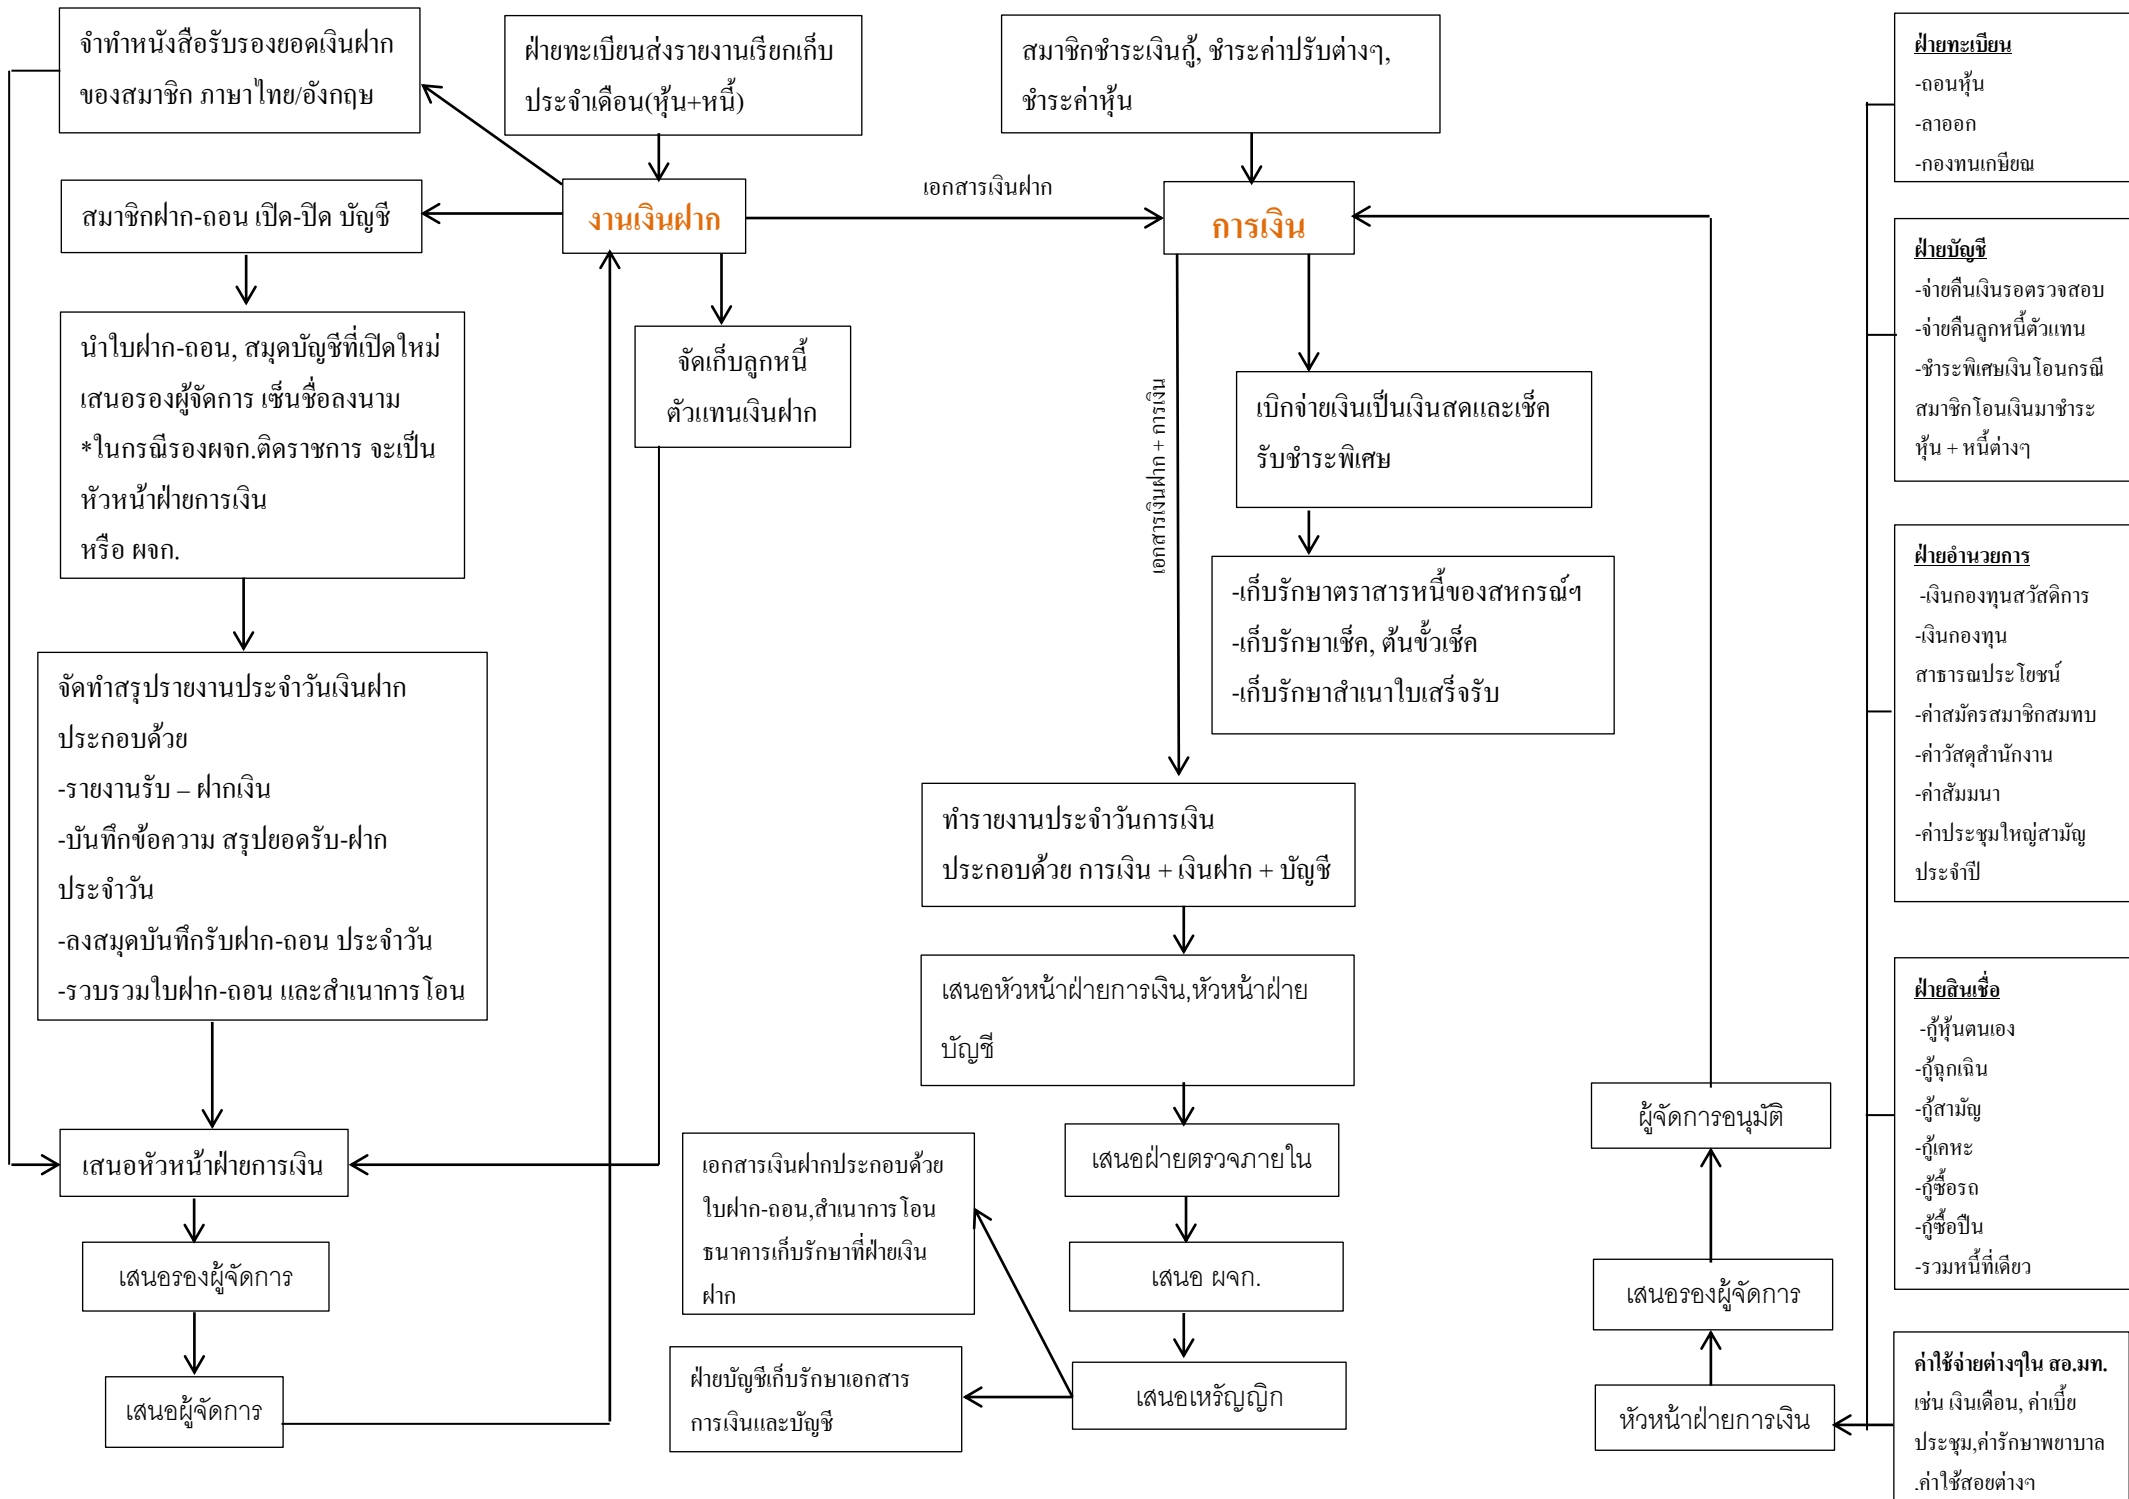 จำทำหนังสือรับรองยอดเงินฝาก
ของสมาชิก ภาษาไทย/อังกฤษ
ฝ่ายทะเบียนส่งรายงานเรียกเก็บ
ประจำเดือน(หุ้น+หนี้)
สมาชิกชำระเงินกู้, ชำระค่าปรับต่างๆ,
ชำระค่าหุ้น
สมาชิกฝาก-ถอน เปิด-ปิด บัญชี
งานเงินฝาก
เอกสารเงินฝาก
การเงิน
นำใบฝาก-ถอน, สมุดบัญชีที่เปิดใหม่
เสนอรองผู้จัดการ เซ็นชื่อลงนาม
*ในกรณีรองผจก.ติดราชการ จะเป็น
หัวหน้าฝ่ายการเงิน
หรือ ผจก.
จัดเก็บลูกหนี้
ตัวแทนเงินฝาก
เอกสารเงินฝาก + การเงิน
เบิกจ่ายเงินเป็นเงินสดและเช็ค
รับชำระพิเศษ
-เก็บรักษาตราสารหนี้ของสหกรณ์ฯ
-เก็บรักษาเช็ค, ต้นขั้วเช็ค
-เก็บรักษาสำเนาใบเสร็จรับ
จัดทำสรุปรายงานประจำวันเงินฝาก
ประกอบด้วย
-รายงานรับ – ฝากเงิน
-บันทึกข้อความ สรุปยอดรับ-ฝาก
ประจำวัน
-ลงสมุดบันทึกรับฝาก-ถอน ประจำวัน
-รวบรวมใบฝาก-ถอน และสำเนาการโอน
ทำรายงานประจำวันการเงิน
ประกอบด้วย การเงิน + เงินฝาก + บัญชี
เสนอหัวหน้าฝ่ายการเงิน,หัวหน้าฝ่าย
บัญชี
เสนอหัวหน้าฝ่ายการเงิน
เสนอรองผู้จัดการ
เสนอผู้จัดการ
เสนอฝ่ายตรวจภายใน
เสนอ ผจก.
เสนอเหรัญญิก
เอกสารเงินฝากประกอบด้วย
ใบฝาก-ถอน,สำเนาการโอน
ธนาคารเก็บรักษาที่ฝ่ายเงิน
ฝาก
ฝ่ายบัญชีเก็บรักษาเอกสาร
การเงินและบัญชี
ผู้จัดการอนุมัติ
เสนอรองผู้จัดการ
หัวหน้าฝ่ายการเงิน
ฝ่ายทะเบียน
-ถอนหุ้น
-ลาออก
-กองทนเกษียณ
ฝ่ายบัญชี
-จ่ายคืนเงินรอตรวจสอบ
-จ่ายคืนลูกหนี้ตัวแทน
-ชำระพิเศษเงินโอนกรณี
สมาชิกโอนเงินมาชำระ
หุ้น + หนี้ต่างๆ
ฝ่ายอำนวยการ
-เงินกองทุนสวัสดิการ
-เงินกองทุน
สาธารณประโยชน์
-ค่าสมัครสมาชิกสมทบ
-ค่าวัสดุสำนักงาน
-ค่าสัมมนา
-ค่าประชุมใหญ่สามัญ
ประจำปี
ฝ่ายสินเชื่อ
-กู้หุ้นตนเอง
-กู้ฉุกเฉิน
-กู้สามัญ
-กู้เคหะ
-กู้ซื้อรถ
-กู้ซื้อปืน
-รวมหนี้ที่เดียว
ค่าใช้จ่ายต่างๆใน สอ.มท.
เช่น เงินเดือน, ค่าเบี้ย
ประชุม,ค่ารักษาพยาบาล
.ค่าใช้สอยต่างๆ